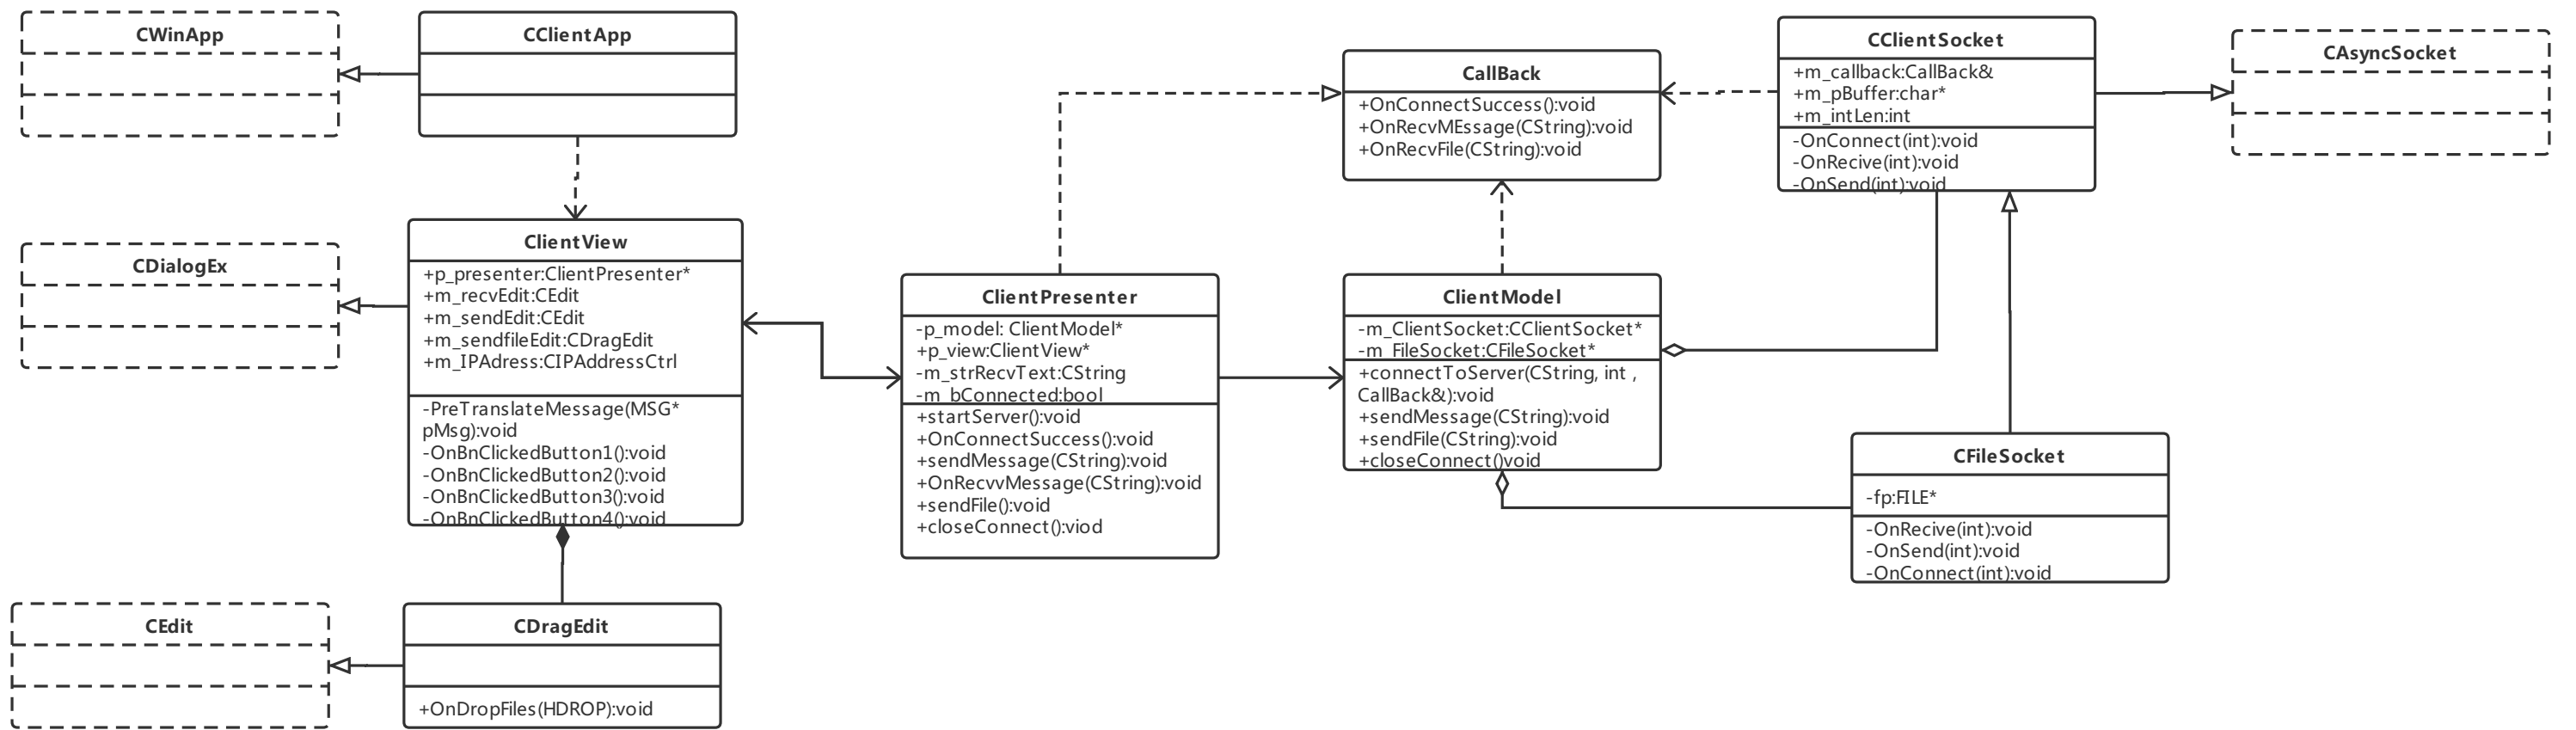 CWinApp
CClientApp
CallBack
+OnConnectSuccess():void
+OnRecvMEssage(CString):void
+OnRecvFile(CString):void
CClientSocket
+m_callback:CallBack&
+m_pBuffer:char*
+m_intLen:int
-OnConnect(int):void
-OnRecive(int):void
-OnSend(int):void
CAsyncSocket
CDialogEx
ClientView
+p_presenter:ClientPresenter*
+m_recvEdit:CEdit
+m_sendEdit:CEdit
+m_sendfileEdit:CDragEdit
+m_IPAdress:CIPAddressCtrl
-PreTranslateMessage(MSG*
pMsg):void
-OnBnClickedButton1():void
-OnBnClickedButton2():void
-OnBnClickedButton3():void
-OnBnClickedButton4():void
ClientPresenter
-p_model: ClientModel*
+p_view:ClientView*
-m_strRecvText:CString
-m_bConnected:bool
+startServer():void
+OnConnectSuccess():void
+sendMessage(CString):void
+OnRecvvMessage(CString):void
+sendFile():void
+closeConnect():viod
ClientModel
-m_ClientSocket:CClientSocket*
-m_FileSocket:CFileSocket*
+connectToServer(CString, int ,
CallBack&):void
+sendMessage(CString):void
+sendFile(CString):void
+closeConnect()void
CFileSocket
-fp:FILE*
-OnRecive(int):void
-OnSend(int):void
-OnConnect(int):void
CEdit
CDragEdit
+OnDropFiles(HDROP):void